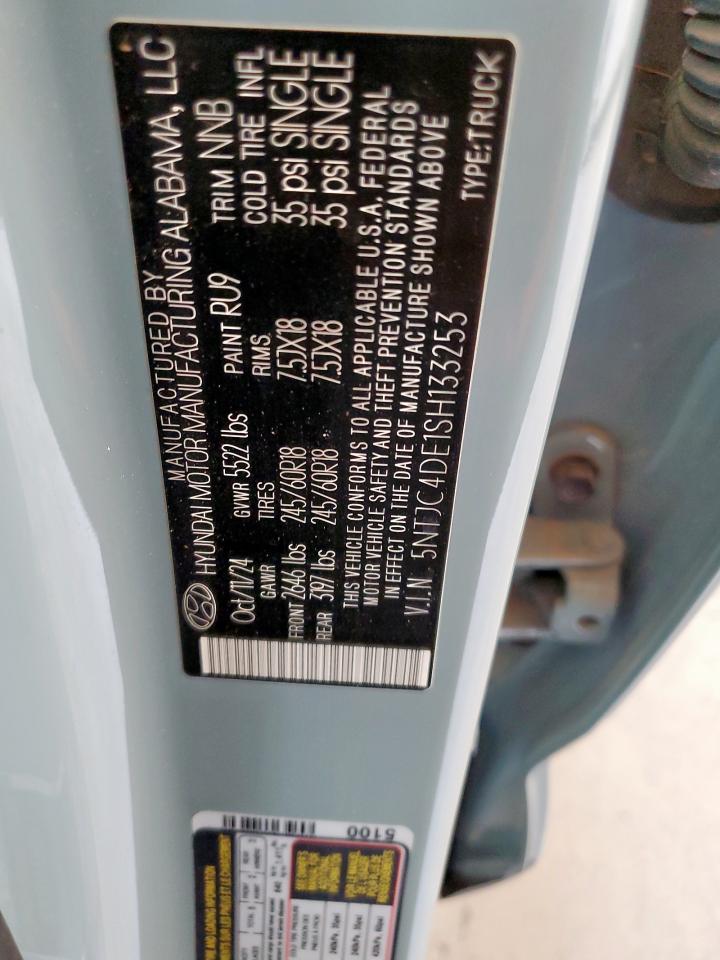 MANUFACTURED BY
HYUNDAI MOTOR MANUFACTURING ALABAMA, LLC
Oct/11/24 GVWR 5522 lbs PAINT RU9 TRIM NNB
GAWR TIRES RIMS COLD TIRE INFL
FRONT 2646 lbs 245/60R18 7.5JX18 35 psi SINGLE
REAR 3197 lbs 245/60R18 7.5JX18 35 psi SINGLE
THIS VEHICLE CONFORMS TO ALL APPLICABLE U.S.A. FEDERAL
MOTOR VEHICLE SAFETY AND THEFT PREVENTION STANDARDS
IN EFFECT ON THE DATE OF MANUFACTURE SHOWN ABOVE
V.I.N. 5NTJC4DE1SH133253
TYPE:TRUCK
5100